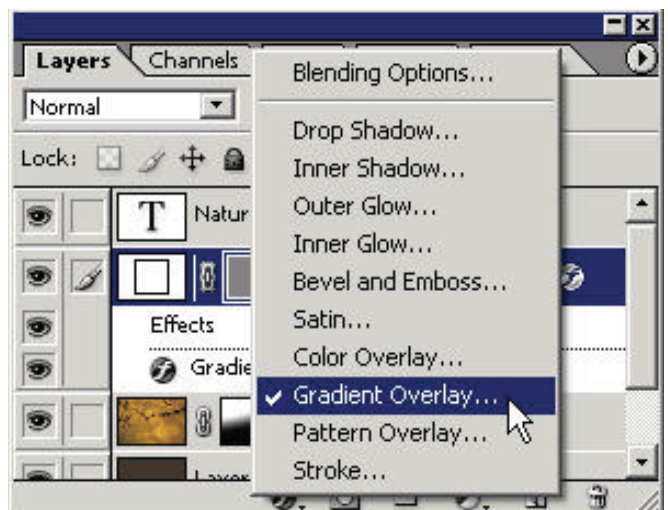 Layers Channels
Normal
Lock:
T Natur
Effects
Gradie
Layer
Blending Options...
Drop Shadow...
Inner Shadow...
Outer Glow...
Inner Glow...
Bevel and Emboss...
Satin...
Color Overlay...
Gradient Overlay...
Pattern Overlay...
Stroke...